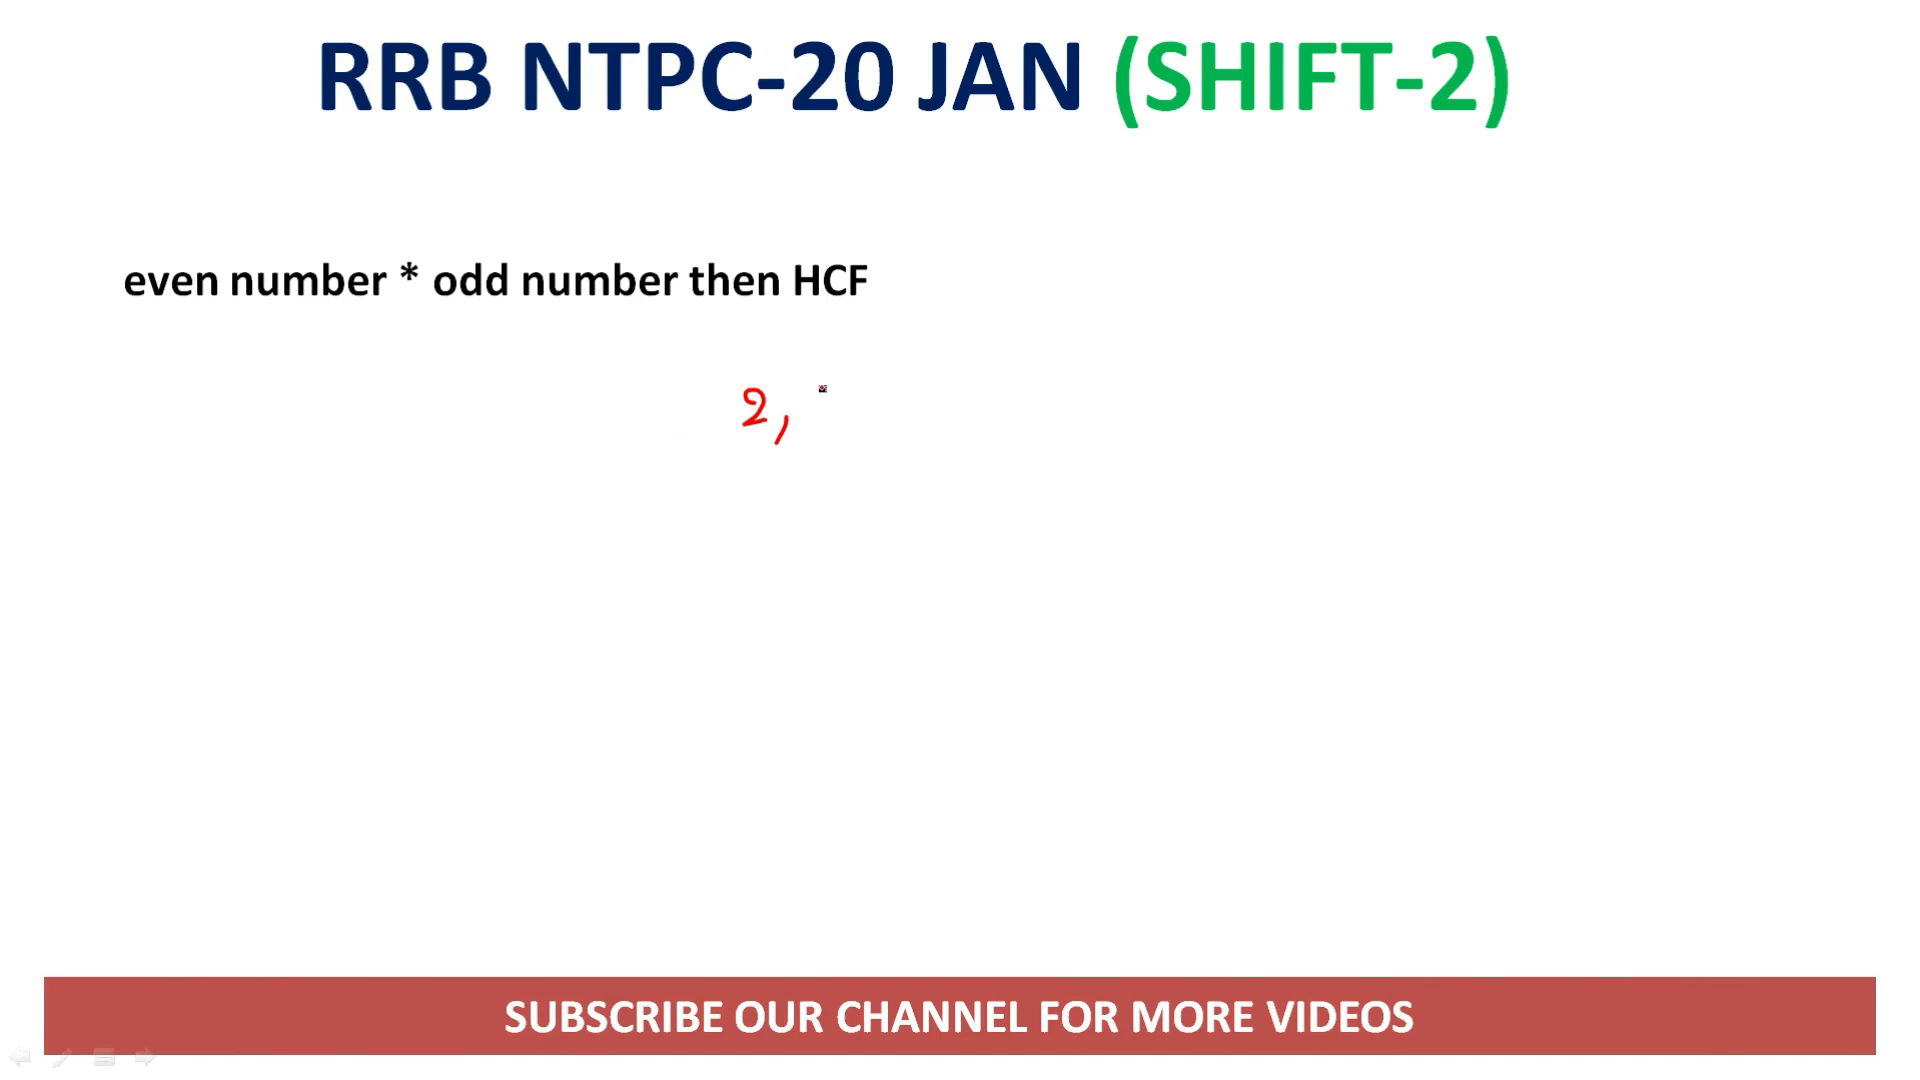 RRB NTPC-20 JAN (SHIFT-2)
even number * odd number then HCF
2,
SUBSCRIBE OUR CHANNEL FOR MORE VIDEOS